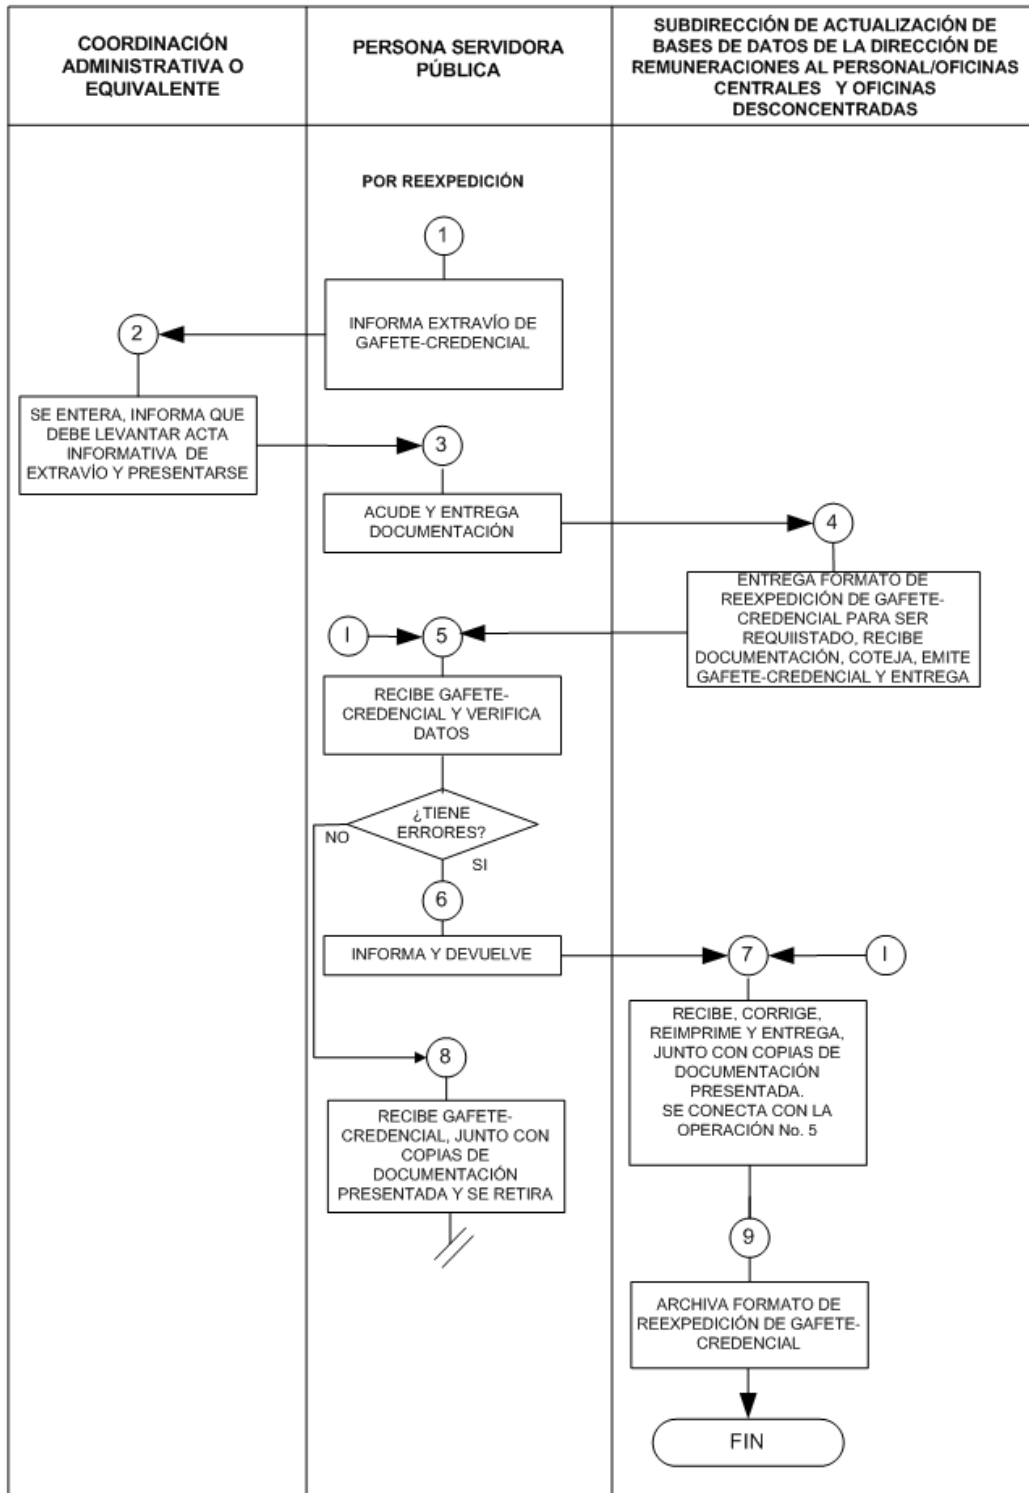 COORDINACIÓN
ADMINISTRATIVA O
EQUIVALENTE
PERSONA SERVIDORA
PÚBLICA
SUBDIRECCIÓN DE ACTUALIZACIÓN DE
BASES DE DATOS DE LA DIRECCIÓN DE
REMUNERACIONES AL PERSONAL/OFICINAS
CENTRALES Y OFICINAS
DESCONCENTRADAS
POR REEXPEDICIÓN
1
INFORMA EXTRAVÍO DE
GAFETE-CREDENCIAL
2
SE ENTERA, INFORMA QUE
DEBE LEVANTAR ACTA
INFORMATIVA DE
EXTRAVÍO Y PRESENTARSE
3
ACUDE Y ENTREGA
DOCUMENTACIÓN
4
ENTREGA FORMATO DE
REEXPEDICIÓN DE GAFETE-
CREDENCIAL PARA SER
REQUIISTADO, RECIBE
DOCUMENTACIÓN, COTEJA, EMITE
GAFETE-CREDENCIAL Y ENTREGA
I
5
RECIBE GAFETE-
CREDENCIAL Y VERIFICA
DATOS
¿TIENE
ERRORES?
NO
SI
6
INFORMA Y DEVUELVE
7
I
RECIBE, CORRIGE,
REIMPRIME Y ENTREGA,
JUNTO CON COPIAS DE
DOCUMENTACIÓN
PRESENTADA.
SE CONECTA CON LA
OPERACIÓN No. 5
8
RECIBE GAFETE-
CREDENCIAL, JUNTO CON
COPIAS DE
DOCUMENTACIÓN
PRESENTADA Y SE RETIRA
9
ARCHIVA FORMATO DE
REEXPEDICIÓN DE GAFETE-
CREDENCIAL
FIN